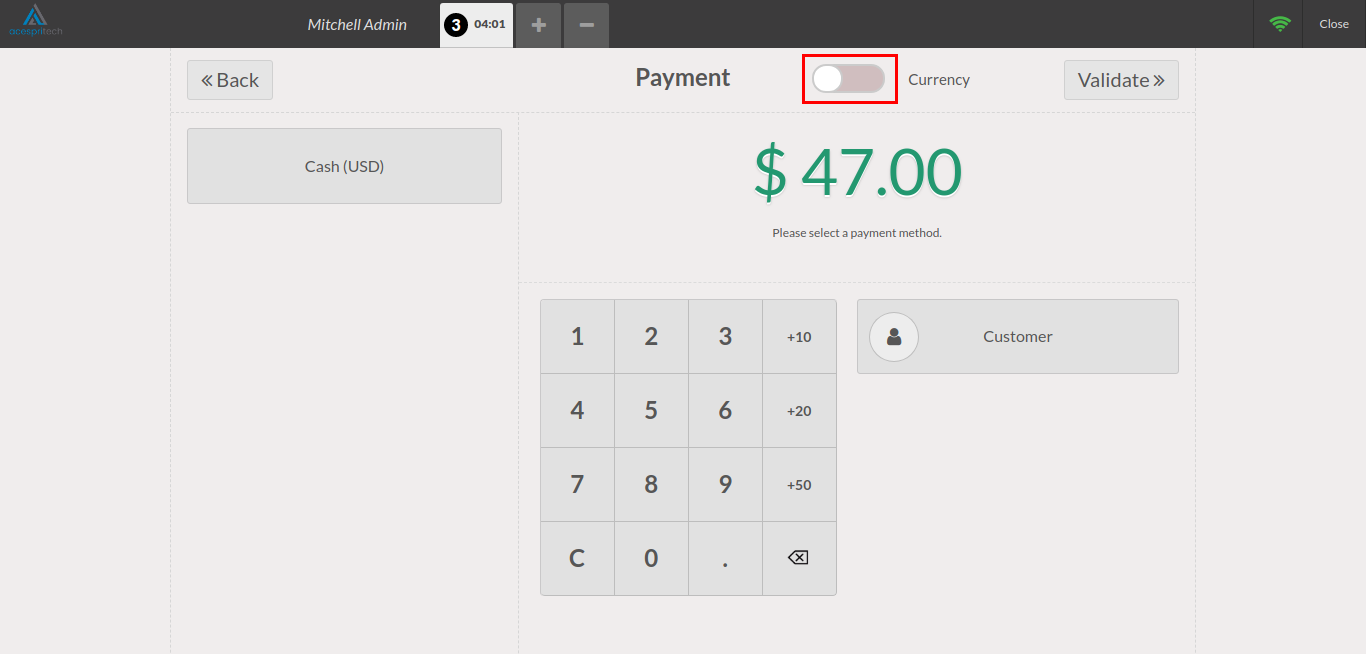 acespritech
Mitchell Admin
3 04:01
+
−
Close
« Back
Payment
Currency
Validate »
Cash (USD)
$ 47.00
Please select a payment method.
1 2 3 +10
4 5 6 +20
7 8 9 +50
C 0 .
Customer